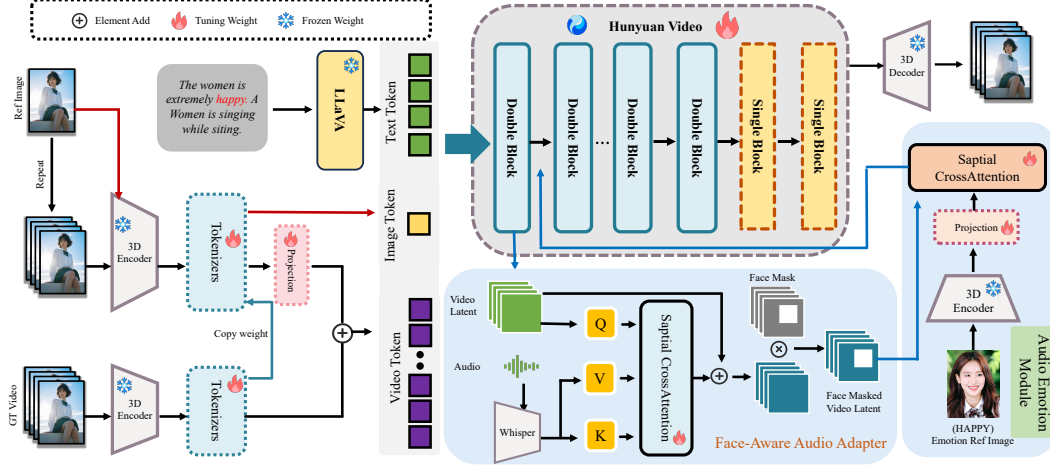 Element Add
Tuning Weight
Frozen Weight
Ref Image
The women is
extremely happy. A
Women is singing
while siting.
LLaVA
Text Token
Repeat
3D
Encoder
Tokenizers
Projection
Image Token
Copy weight
GT Video
3D
Encoder
Tokenizers
Video Token
Hunyuan Video
Double Block
Double Block
...
Double Block
Double Block
Single Block
Single Block
3D
Decoder
Saptial
CrossAttention
Projection
3D
Encoder
(HAPPY)
Emotion Ref Image
Audio Emotion
Module
Video
Latent
Audio
Whisper
Q
V
K
Saptial CrossAttention
Face Mask
Face Masked
Video Latent
Face-Aware Audio Adapter